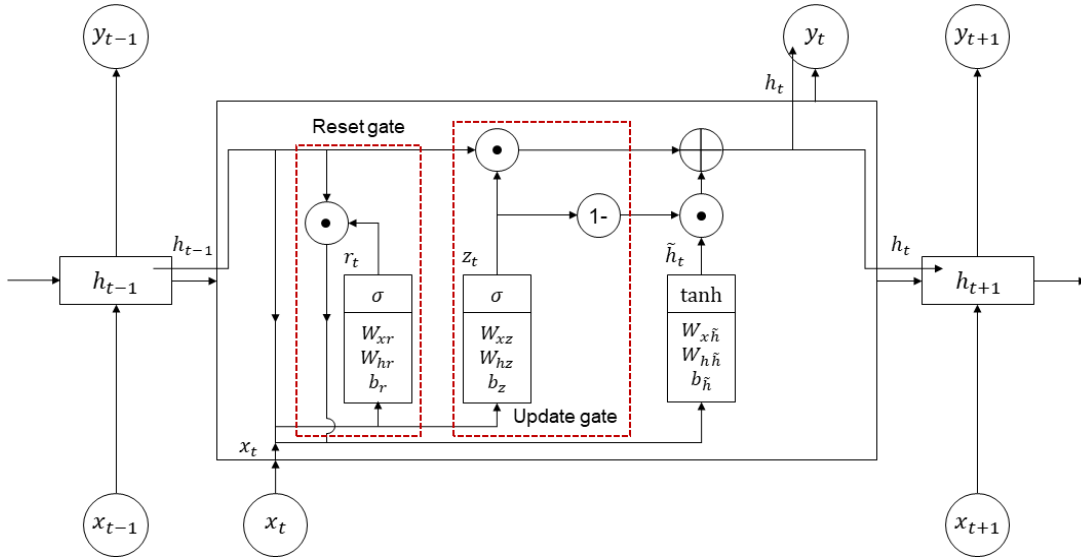 y_{t−1}
y_t
y_{t+1}
h_t
Reset gate
1-
h_{t−1}
h_t
r_t
z_t
h̃_t
h_{t−1}
σ
σ
tanh
h_{t+1}
W_{xr}
W_{hr}
b_r
W_{xz}
W_{hz}
b_z
W_{xh̃}
W_{hh̃}
b_{h̃}
Update gate
x_t
x_{t−1}
x_t
x_{t+1}